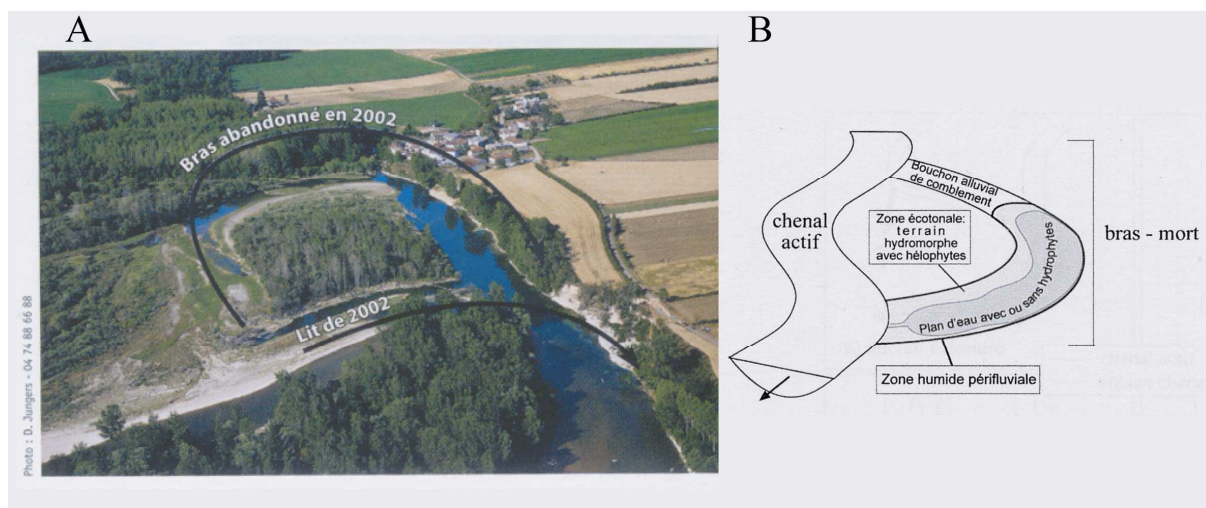 A
Bras abandonné en 2002
Lit de 2002
Photo : D. Jungers - 04 74 88 66 88
B
Bouchon alluvial
de comblement
chenal
actif
Zone écotonale:
terrain
hydromorphe
avec hélophytes
Plan d'eau avec ou sans hydrophytes
bras - mort
Zone humide périfluviale